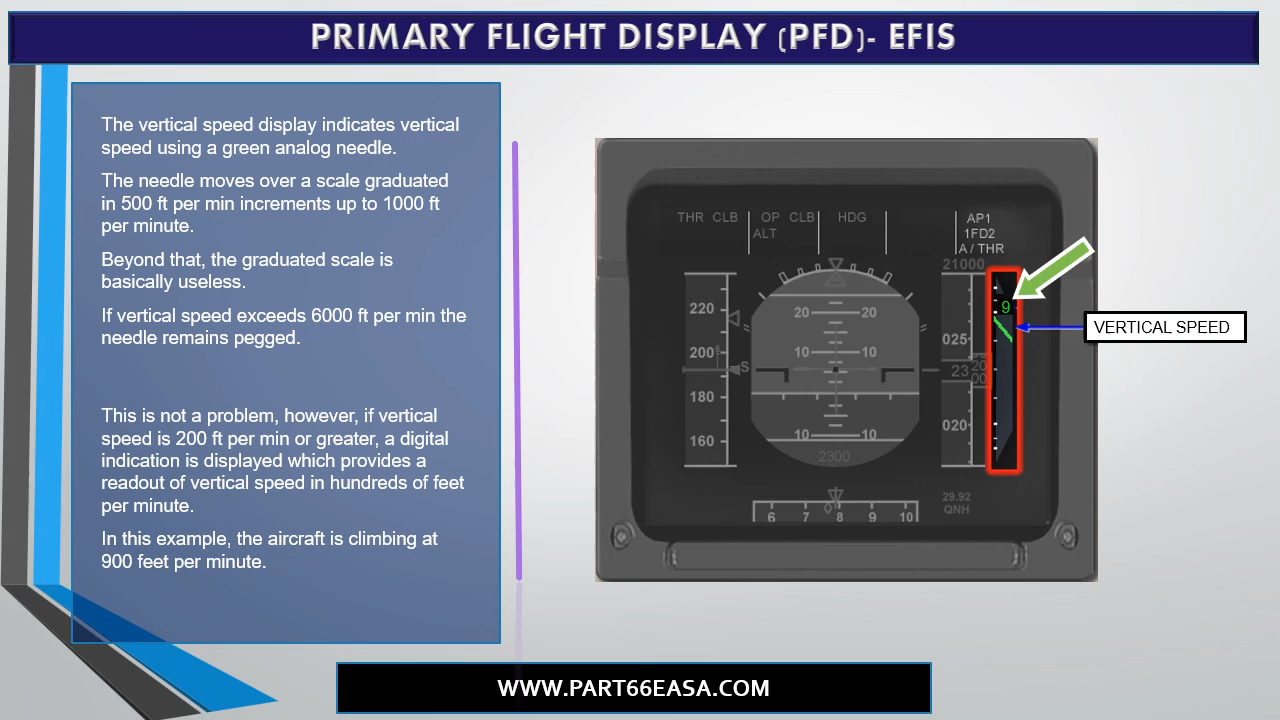 PRIMARY FLIGHT DISPLAY (PFD)- EFIS
The vertical speed display indicates vertical
speed using a green analog needle.
The needle moves over a scale graduated
in 500 ft per min increments up to 1000 ft
per minute.
Beyond that, the graduated scale is
basically useless.
If vertical speed exceeds 6000 ft per min the
needle remains pegged.
This is not a problem, however, if vertical
speed is 200 ft per min or greater, a digital
indication is displayed which provides a
readout of vertical speed in hundreds of feet
per minute.
In this example, the aircraft is climbing at
900 feet per minute.
THR CLB
OP CLB
ALT
HDG
AP1
1FD2
A / THR
21000
220
200
180
160
S
20 20
10 10
10 10
2300
025
23
20
00
020
9
VERTICAL SPEED
29.92
QNH
6 7 8 9 10
WWW.PART66EASA.COM